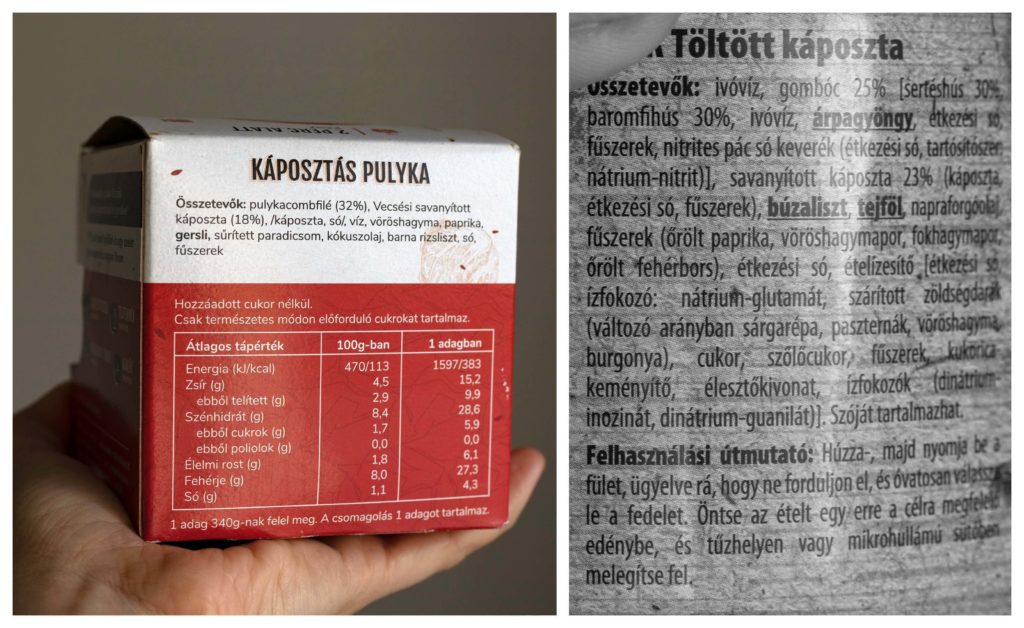 2 PERC ALATT
KÁPOSZTÁS PULYKA
Összetevők: pulykacombfilé (32%), Vecsési savanyított
káposzta (18%), /káposzta, só/, víz, vöröshagyma, paprika,
gersli, sűrített paradicsom, kókuszolaj, barna rizsliszt, só,
fűszerek
Hozzáadott cukor nélkül.
Csak természetes módon előforduló cukrokat tartalmaz.
Átlagos tápérték 100g-ban 1 adagban
Energia (kJ/kcal) 470/113 1597/383
Zsír (g) 4,5 15,2
ebből telített (g) 2,9 9,9
Szénhidrát (g) 8,4 28,6
ebből cukrok (g) 1,7 5,9
ebből poliolok (g) 0,0 0,0
Élelmi rost (g) 1,8 6,1
Fehérje (g) 8,0 27,3
Só (g) 1,1 4,3
1 adag 340g-nak felel meg. A csomagolás 1 adagot tartalmaz.
Töltött káposzta
Összetevők: ivóvíz, gombóc 25% [sertéshús 30%,
baromfihús 30%, ivóvíz, árpagyöngy, étkezési só,
fűszerek, nitrites pác só keverék (étkezési só, tartósítószer:
nátrium-nitrit)], savanyított káposzta 23% (káposzta,
étkezési só, fűszerek), búzaliszt, tejföl, napraforgóolaj,
fűszerek (őrölt paprika, vöröshagymapor, fokhagymapor,
őrölt fehérbors), étkezési só, ételízesítő [étkezési só,
ízfokozó: nátrium-glutamát, szárított zöldségdarák
(változó arányban sárgarépa, paszternák, vöröshagyma,
burgonya), cukor, szőlőcukor, fűszerek, kukorica-
keményítő, élesztőkivonat, ízfokozók (dinátrium-
inozinát, dinátrium-guanilát)]. Szóját tartalmazhat.
Felhasználási útmutató: Húzza-, majd nyomja be a
fület, ügyelve rá, hogy ne forduljon el, és óvatosan válassza
le a fedelet. Öntse az ételt egy erre a célra megfelelő
edénybe, és tűzhelyen vagy mikrohullámú sütőben
melegítse fel.